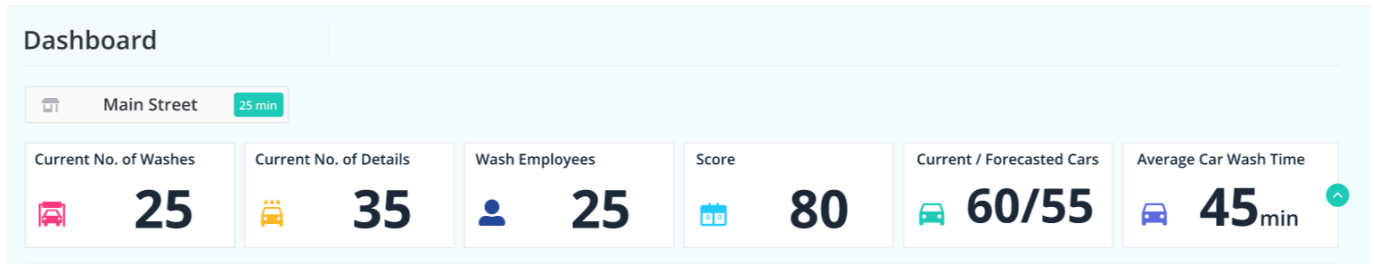 Dashboard
Main Street 25 min
Current No. of Washes
25
Current No. of Details
35
Wash Employees
25
Score
80
Current / Forecasted Cars
60/55
Average Car Wash Time
45min